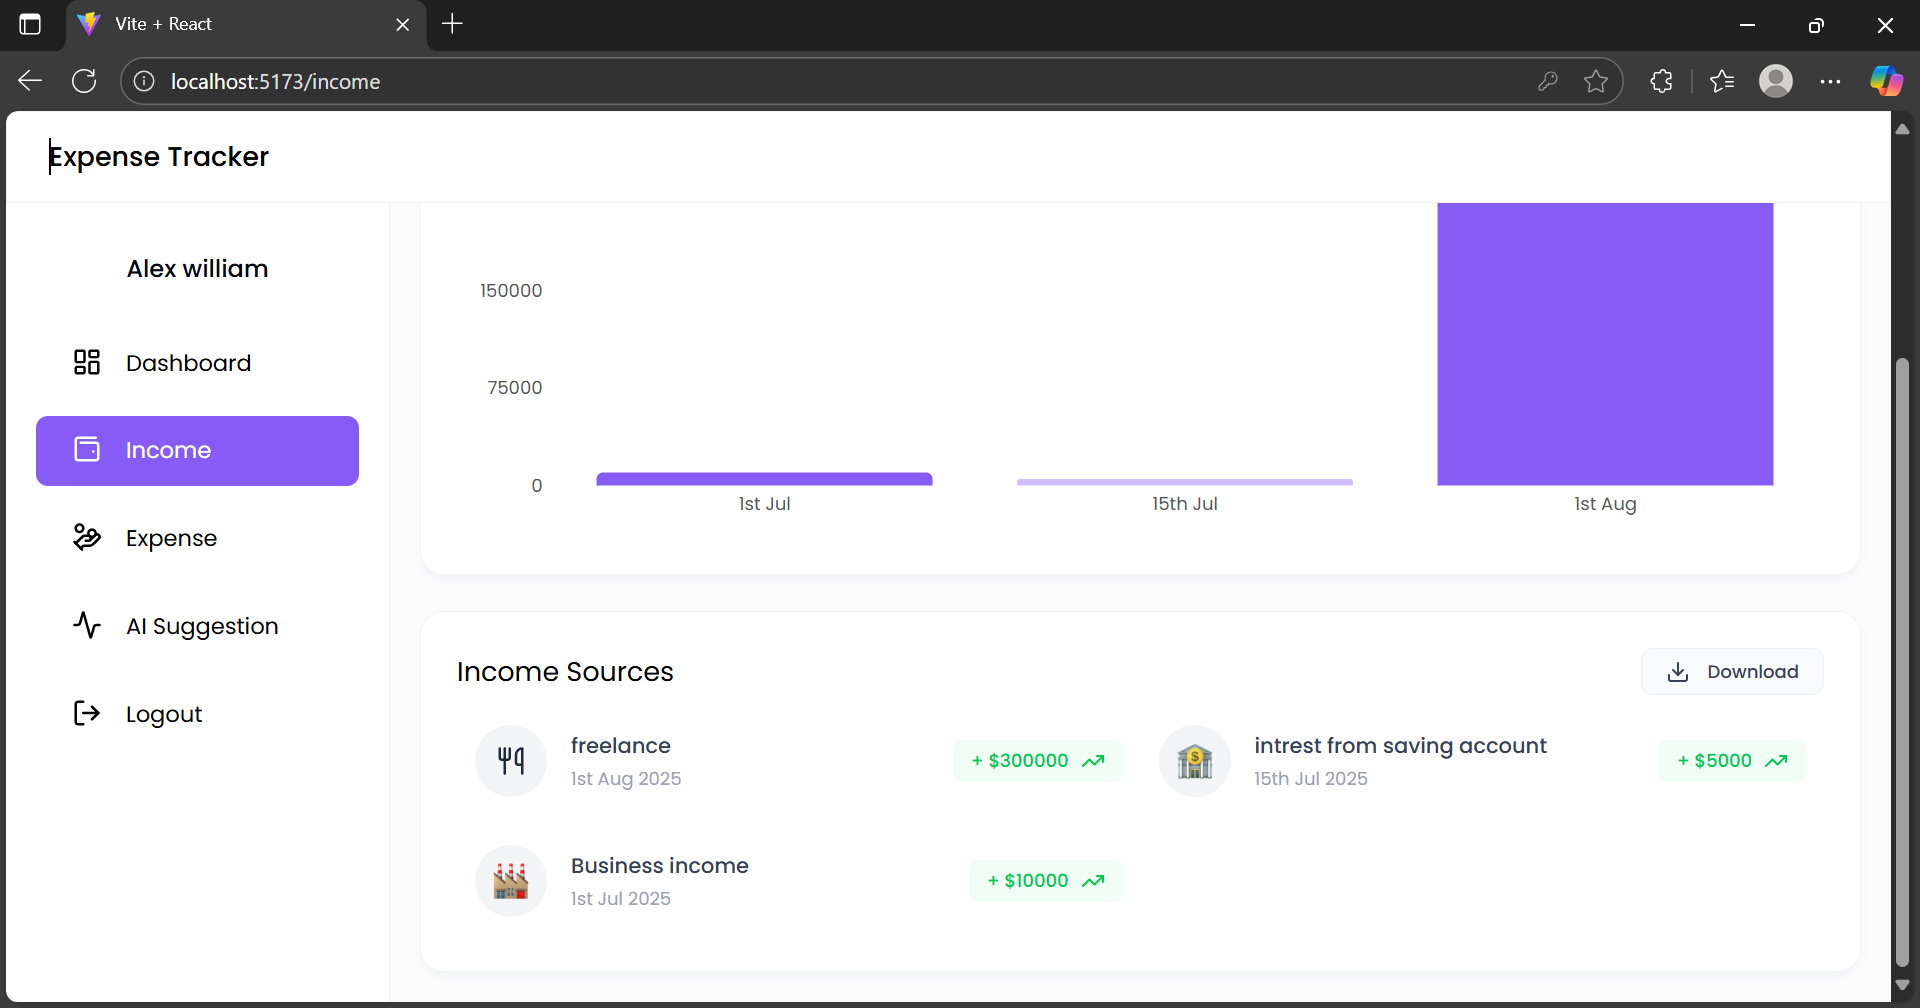 Vite + React
localhost:5173/income
Expense Tracker
Alex william
Dashboard
Income
Expense
AI Suggestion
Logout
150000
75000
0
1st Jul
15th Jul
1st Aug
Income Sources
Download
freelance
1st Aug 2025
+ $300000
intrest from saving account
15th Jul 2025
+ $5000
Business income
1st Jul 2025
+ $10000